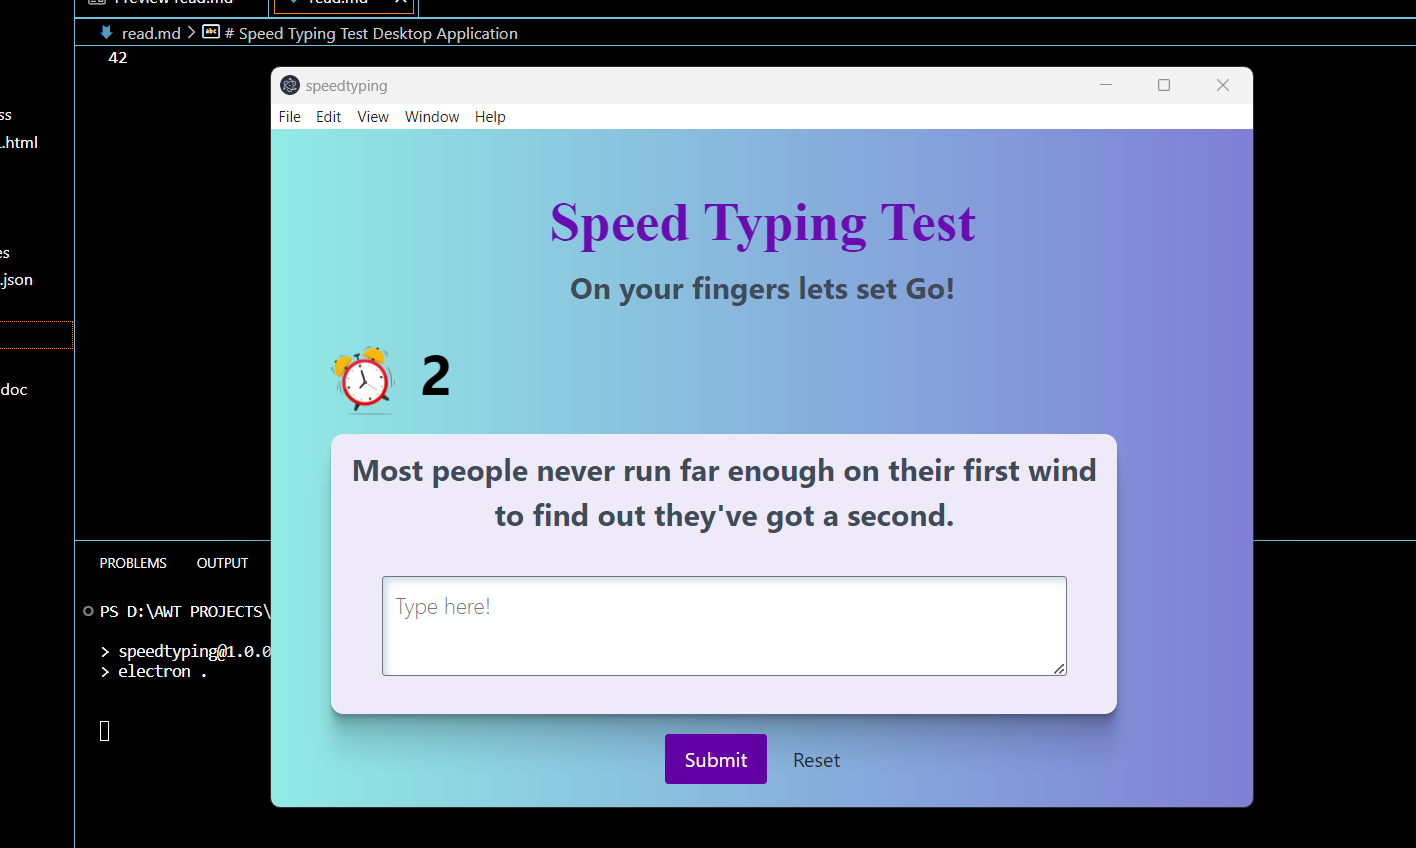 Preview read.md
read.md
read.md > # Speed Typing Test Desktop Application
42
ss
.html
es
.json
doc
speedtyping
File Edit View Window Help
Speed Typing Test
On your fingers lets set Go!
2
Most people never run far enough on their first wind
to find out they've got a second.
Type here!
Submit Reset
PROBLEMS OUTPUT
PS D:\AWT PROJECTS\
> speedtyping@1.0.0
> electron .